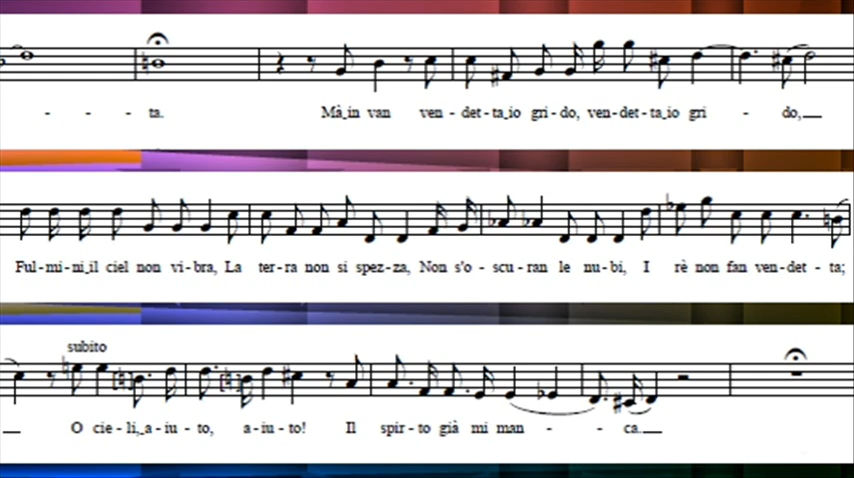 - - - ta. Mà in van ven - det - ta io gri - do, ven - det - ta io gri - do,
Ful - mi - ni il ciel non vi - bra, La ter - ra non si spez - za, Non s'o - scu - ran le nu - bi, I rè non fan ven - det - ta;
subito
O cie - li, a - iu - to, a - iu - to! Il spir - to già mi man - - ca.